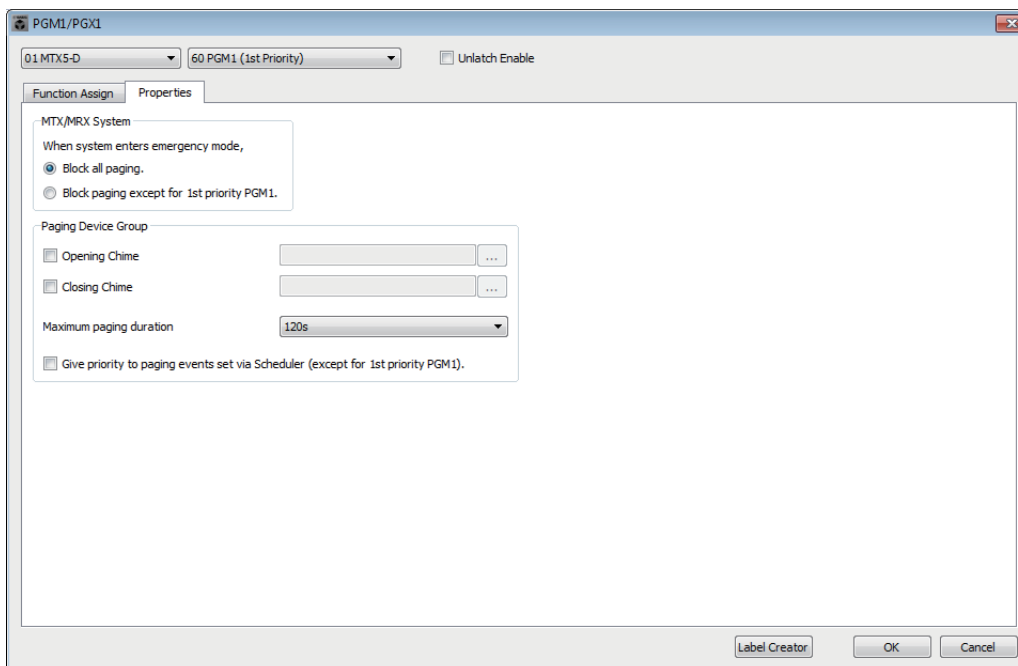 PGM1/PGX1
01 MTX5-D 60 PGM1 (1st Priority) Unlatch Enable
Function Assign Properties
MTX/MRX System
When system enters emergency mode,
Block all paging.
Block paging except for 1st priority PGM1.
Paging Device Group
Opening Chime ...
Closing Chime ...
Maximum paging duration 120s
Give priority to paging events set via Scheduler (except for 1st priority PGM1).
Label Creator OK Cancel